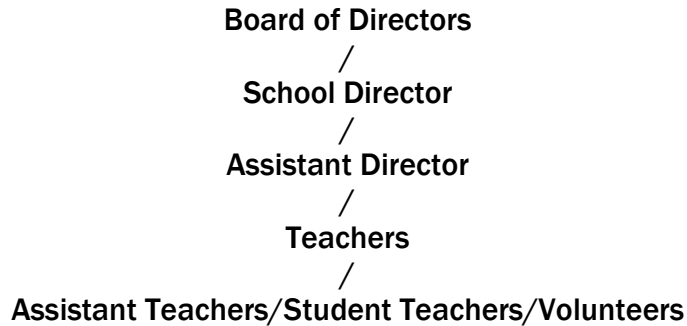 Board of Directors
/
School Director
/
Assistant Director
/
Teachers
/
Assistant Teachers/Student Teachers/Volunteers